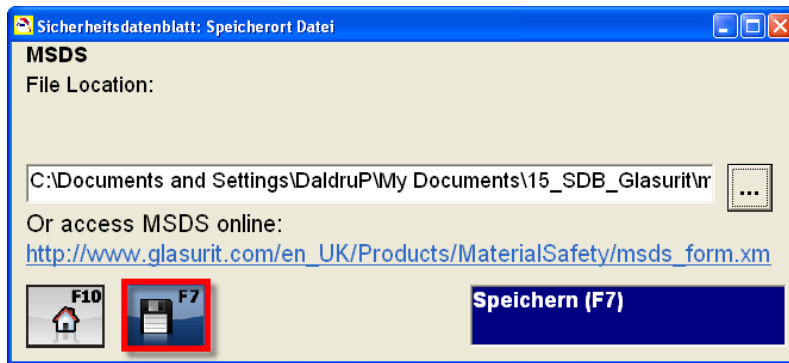 Sicherheitsdatenblatt: Speicherort Datei
MSDS
File Location:
C:\Documents and Settings\DaldruP\My Documents\15_SDB_Glasurit\m
...
Or access MSDS online:
http://www.glasurit.com/en_UK/Products/MaterialSafety/msds_form.xm
F10
F7
Speichern (F7)